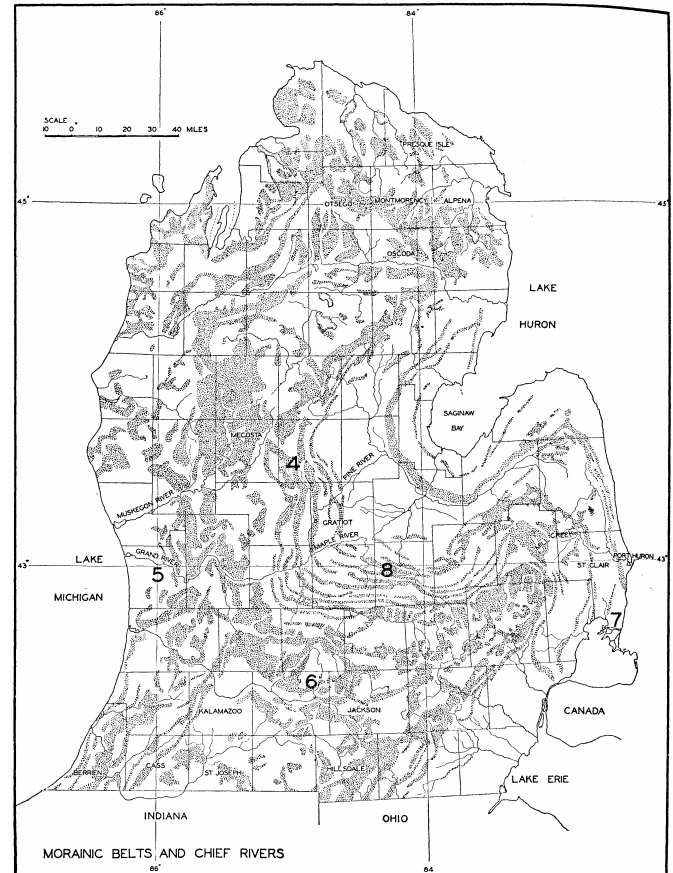 86°
84
SCALE
10 0 10 20 30 40 MILES
PRESQUE ISLE
45°
OTSEGO
MONTMORENCY
ALPENA
45°
OSCODA
LAKE
HURON
SAGINAW
BAY
MECOSTA
4
PINE RIVER
MUSKEGON RIVER
GRATIOT
MAPLE RIVER
LAKE
MICHIGAN
43
GRAND RIVER
5
8
PORT HURON
43°
ST CLAIR
7
6
KALAMAZOO
JACKSON
CANADA
BERRIEN
CASS
ST JOSEPH
HILLSDALE
LAKE ERIE
INDIANA
OHIO
MORAINIC BELTS AND CHIEF RIVERS
86°
84